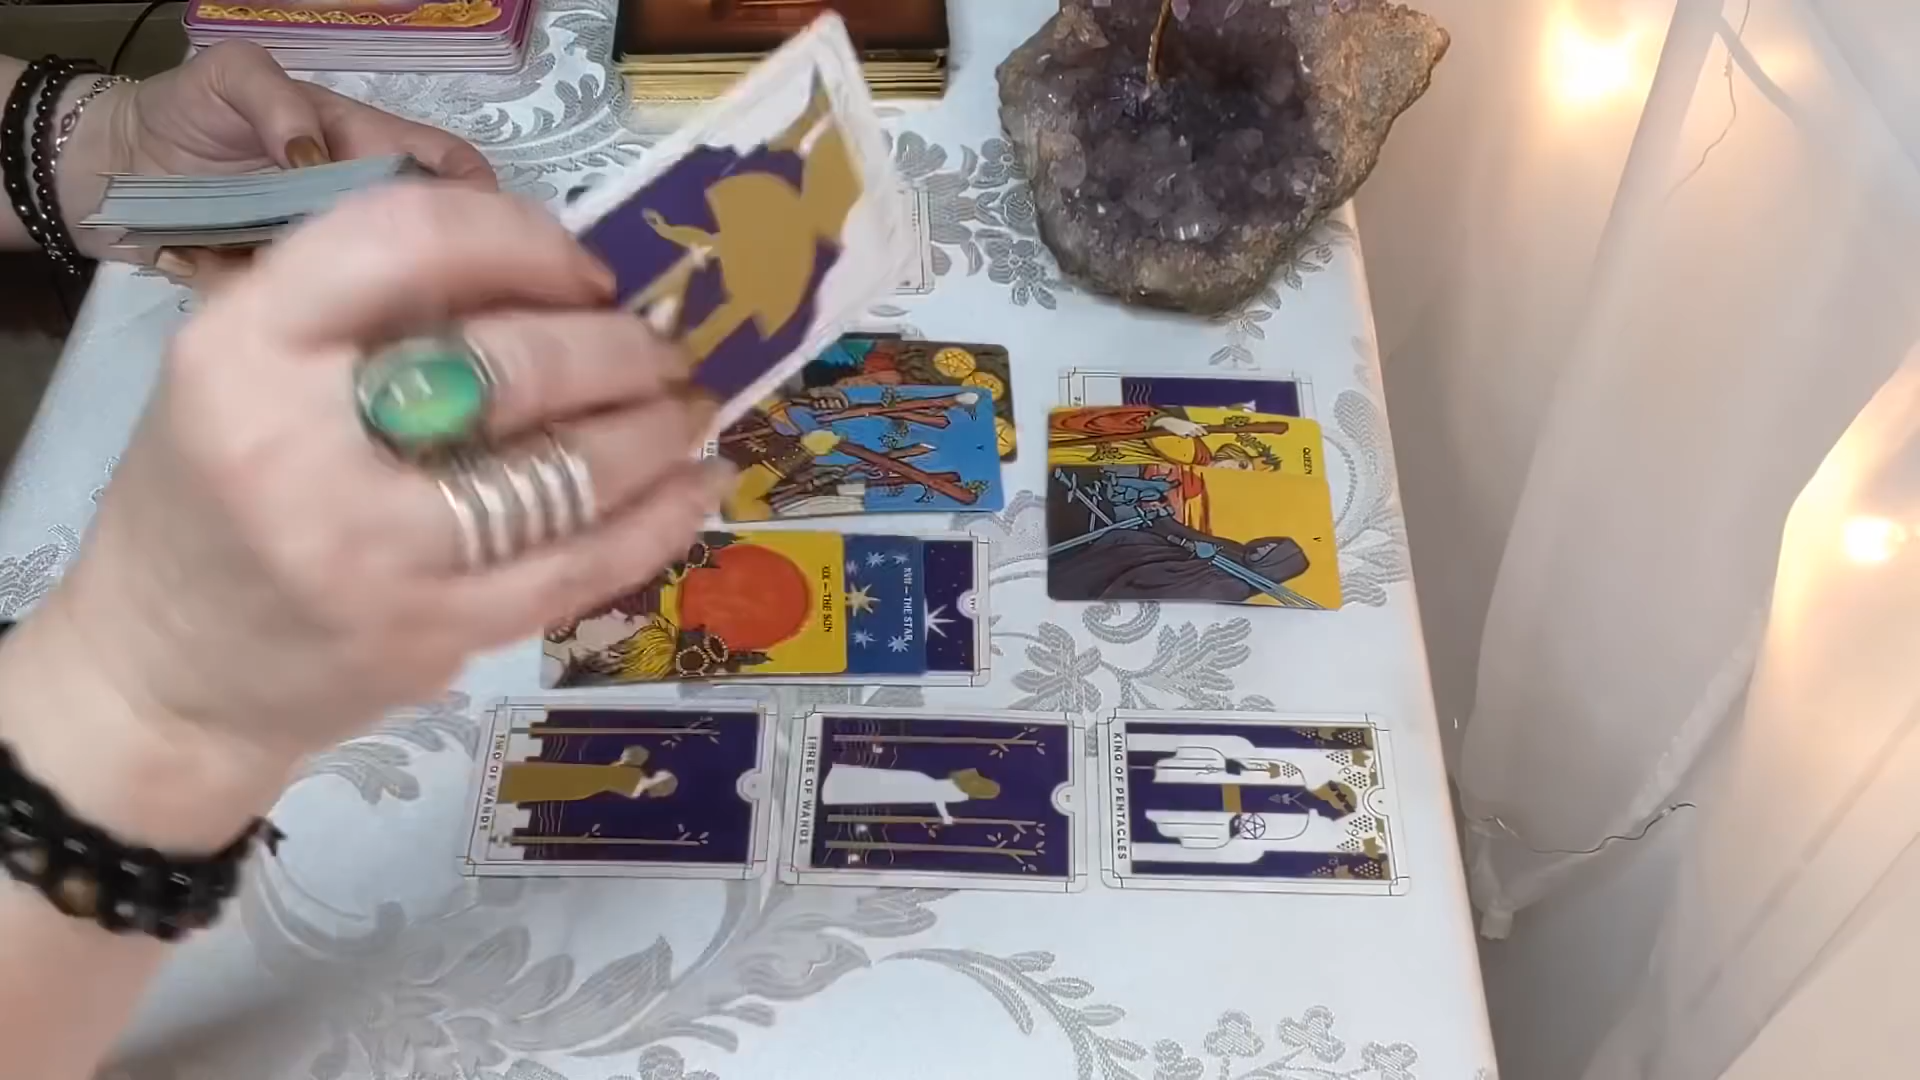 QUEEN
V
V
XIX — THE SUN
XVII — THE STAR
TWO OF WANDS
THREE OF WANDS
KING OF PENTACLES